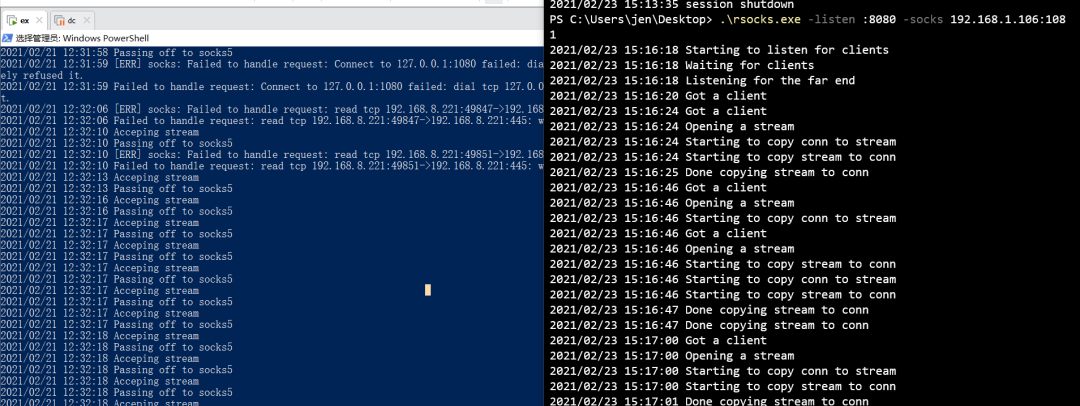 ex
dc
选择管理员: Windows PowerShell
2021/02/21 12:31:58 Passing off to socks5
2021/02/21 12:31:59 [ERR] socks: Failed to handle request: Connect to 127.0.0.1:1080 failed: dia
ely refused it.
2021/02/21 12:31:59 Failed to handle request: Connect to 127.0.0.1:1080 failed: dial tcp 127.0.0
t.
2021/02/21 12:32:06 [ERR] socks: Failed to handle request: read tcp 192.168.8.221:49847->192.168
2021/02/21 12:32:06 Failed to handle request: read tcp 192.168.8.221:49847->192.168.8.221:445: w
2021/02/21 12:32:10 Acceping stream
2021/02/21 12:32:10 Passing off to socks5
2021/02/21 12:32:10 [ERR] socks: Failed to handle request: read tcp 192.168.8.221:49851->192.168
2021/02/21 12:32:10 Failed to handle request: read tcp 192.168.8.221:49851->192.168.8.221:445: w
2021/02/21 12:32:13 Acceping stream
2021/02/21 12:32:13 Passing off to socks5
2021/02/21 12:32:16 Acceping stream
2021/02/21 12:32:16 Passing off to socks5
2021/02/21 12:32:17 Acceping stream
2021/02/21 12:32:17 Passing off to socks5
2021/02/21 12:32:17 Acceping stream
2021/02/21 12:32:17 Passing off to socks5
2021/02/21 12:32:17 Acceping stream
2021/02/21 12:32:17 Passing off to socks5
2021/02/21 12:32:17 Acceping stream
2021/02/21 12:32:17 Passing off to socks5
2021/02/21 12:32:17 Acceping stream
2021/02/21 12:32:17 Passing off to socks5
2021/02/21 12:32:18 Acceping stream
2021/02/21 12:32:18 Passing off to socks5
2021/02/21 12:32:18 Acceping stream
2021/02/21 12:32:18 Passing off to socks5
2021/02/21 12:32:18 Acceping stream
2021/02/21 12:32:18 Passing off to socks5
2021/02/21 12:32:18 Acceping stream
2021/02/23 15:13:35 session shutdown
PS C:\Users\jen\Desktop> .\rsocks.exe -listen :8080 -socks 192.168.1.106:108
1
2021/02/23 15:16:18 Starting to listen for clients
2021/02/23 15:16:18 Waiting for clients
2021/02/23 15:16:18 Listening for the far end
2021/02/23 15:16:20 Got a client
2021/02/23 15:16:24 Got a client
2021/02/23 15:16:24 Opening a stream
2021/02/23 15:16:24 Starting to copy conn to stream
2021/02/23 15:16:24 Starting to copy stream to conn
2021/02/23 15:16:25 Done copying stream to conn
2021/02/23 15:16:46 Got a client
2021/02/23 15:16:46 Opening a stream
2021/02/23 15:16:46 Starting to copy conn to stream
2021/02/23 15:16:46 Got a client
2021/02/23 15:16:46 Opening a stream
2021/02/23 15:16:46 Starting to copy stream to conn
2021/02/23 15:16:46 Starting to copy conn to stream
2021/02/23 15:16:46 Starting to copy stream to conn
2021/02/23 15:16:47 Done copying stream to conn
2021/02/23 15:16:47 Done copying stream to conn
2021/02/23 15:17:00 Got a client
2021/02/23 15:17:00 Opening a stream
2021/02/23 15:17:00 Starting to copy conn to stream
2021/02/23 15:17:00 Starting to copy stream to conn
2021/02/23 15:17:01 Done copying stream to conn